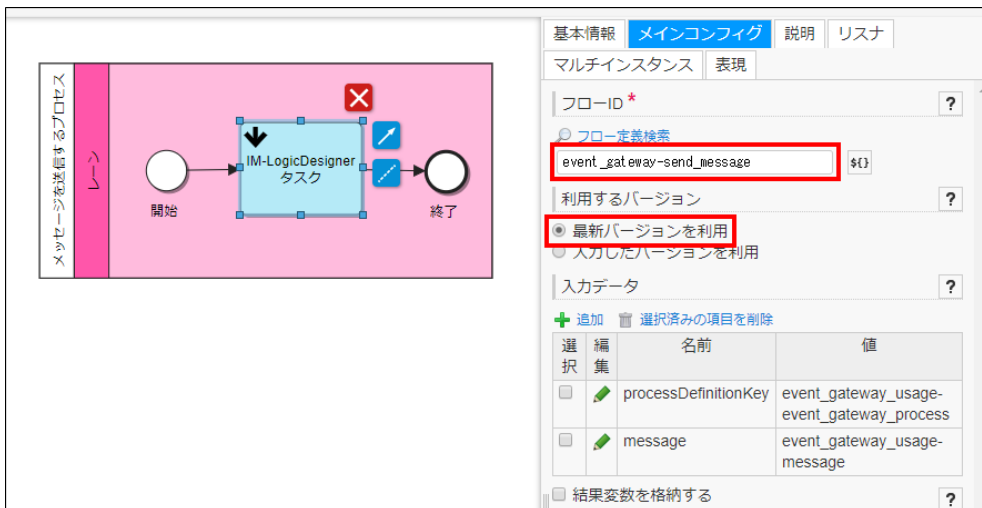 メッセージを送信するプロセス
レーン
開始
IM-LogicDesigner
タスク
終了
基本情報 メインコンフィグ 説明 リスナ
マルチインスタンス 表現
フローID * ?
フロー定義検索
event_gateway-send_message ${}
利用するバージョン ?
最新バージョンを利用
入力したバージョンを利用
入力データ ?
追加 選択済みの項目を削除
選択 編集 名前 値
processDefinitionKey event_gateway_usage-
event_gateway_process
message event_gateway_usage-
message
結果変数を格納する ?